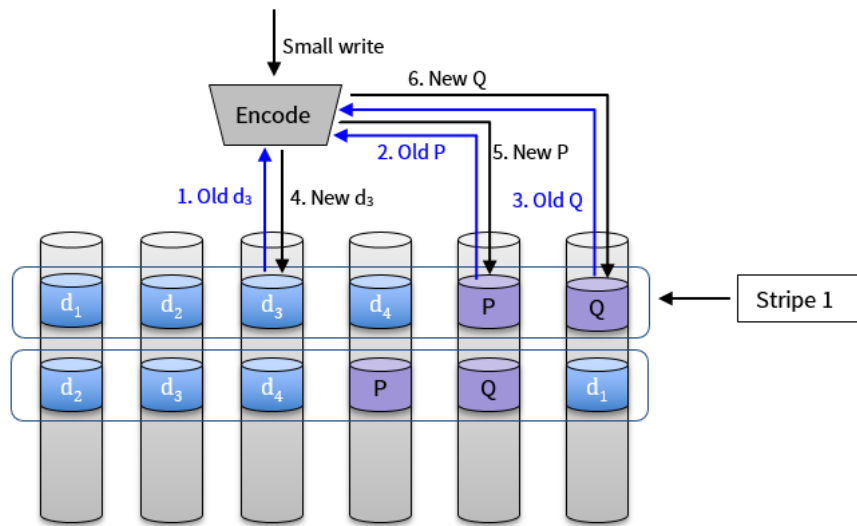 Small write
6. New Q
Encode
2. Old P
5. New P
1. Old d₃
4. New d₃
3. Old Q
d₁ d₂ d₃ d₄ P Q
Stripe 1
d₂ d₃ d₄ P Q d₁